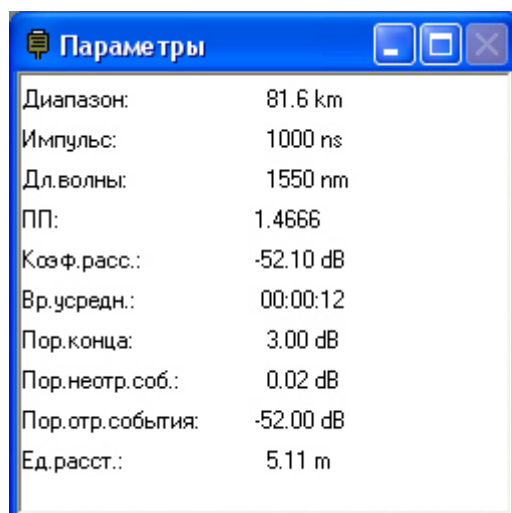 Параметры
Диапазон: 81.6 km
Импульс: 1000 ns
Дл.волны: 1550 nm
ПП: 1.4666
Коэф.расс.: -52.10 dB
Вр.усредн.: 00:00:12
Пор.конца: 3.00 dB
Пор.неотр.соб.: 0.02 dB
Пор.отр.события: -52.00 dB
Ед.расст.: 5.11 m